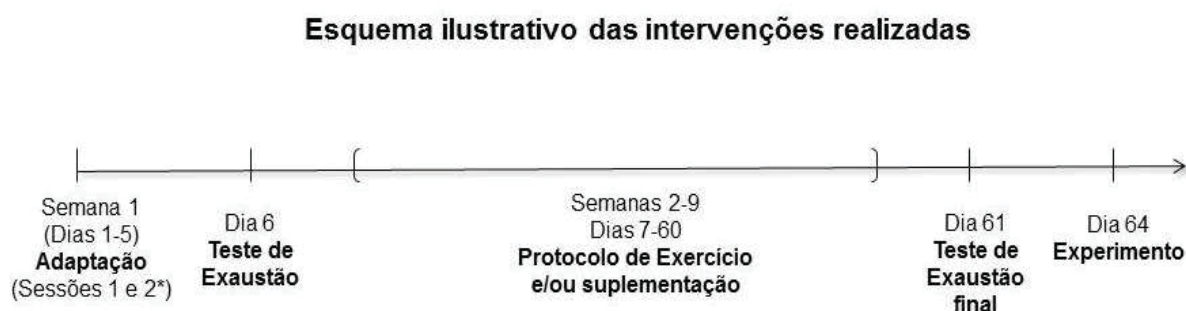 Esquema ilustrativo das intervenções realizadas
Semana 1
(Dias 1-5)
Adaptação
(Sessões 1 e 2*)
Dia 6
Teste de
Exaustão
Semanas 2-9
Dias 7-60
Protocolo de Exercício
e/ou suplementação
Dia 61
Teste de
Exaustão
final
Dia 64
Experimento